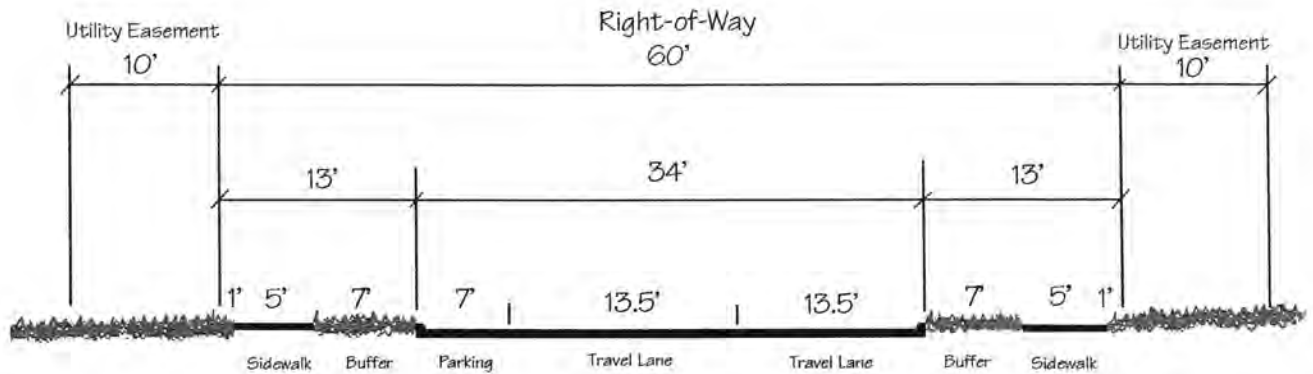 Right-of-Way
60'
Utility Easement
10'
Utility Easement
10'
13'
34'
13'
1' 5' 7' 7' 13.5' 13.5' 7' 5' 1'
Sidewalk Buffer Parking Travel Lane Travel Lane Buffer Sidewalk